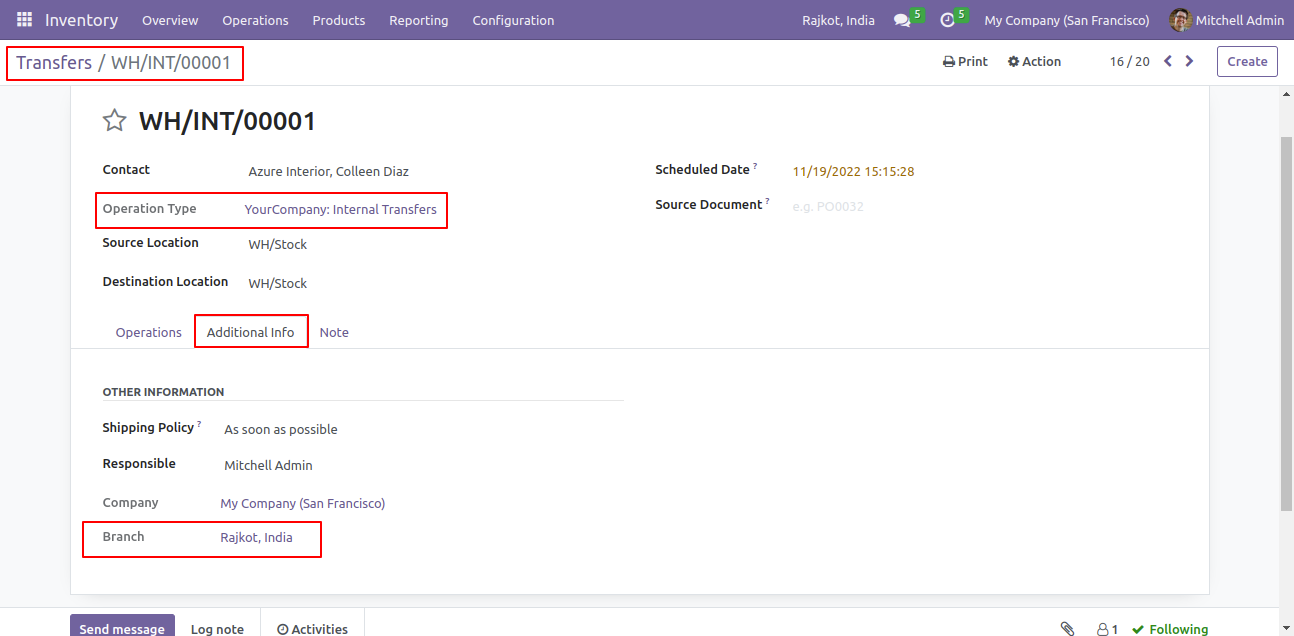 Inventory Overview Operations Products Reporting Configuration Rajkot, India 5 5 My Company (San Francisco) Mitchell Admin
Transfers / WH/INT/00001 Print Action 16 / 20 Create
WH/INT/00001
Contact Azure Interior, Colleen Diaz Scheduled Date ? 11/19/2022 15:15:28
Operation Type YourCompany: Internal Transfers Source Document ? e.g. PO0032
Source Location WH/Stock
Destination Location WH/Stock
Operations Additional Info Note
OTHER INFORMATION
Shipping Policy ? As soon as possible
Responsible Mitchell Admin
Company My Company (San Francisco)
Branch Rajkot, India
Send message Log note Activities 1 Following